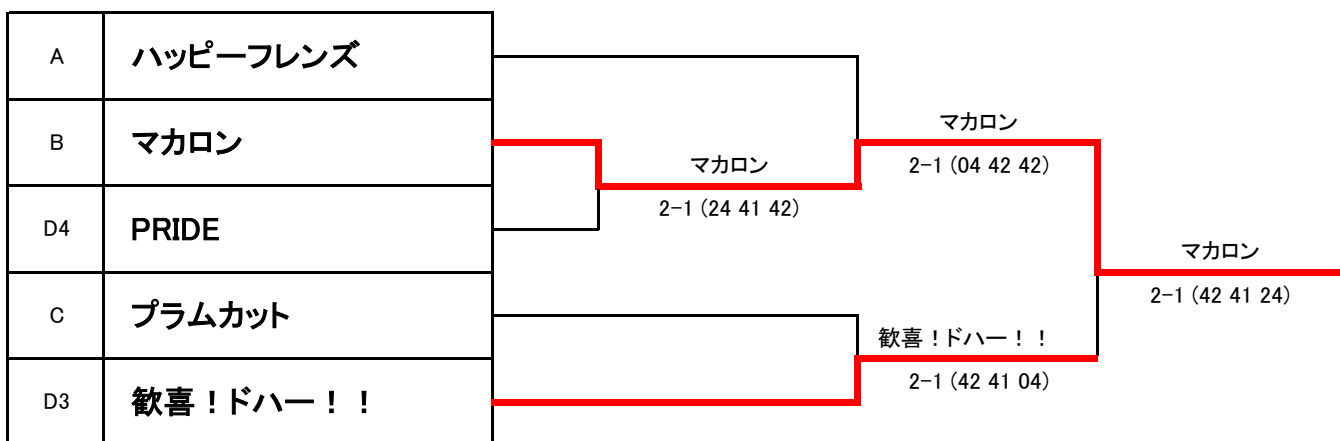 A ハッピーフレンズ
B マカロン
D4 PRIDE
C プラムカット
D3 歓喜！ドハー！！
マカロン
2-1 (24 41 42)
マカロン
2-1 (04 42 42)
歓喜！ドハー！！
2-1 (42 41 04)
マカロン
2-1 (42 41 24)